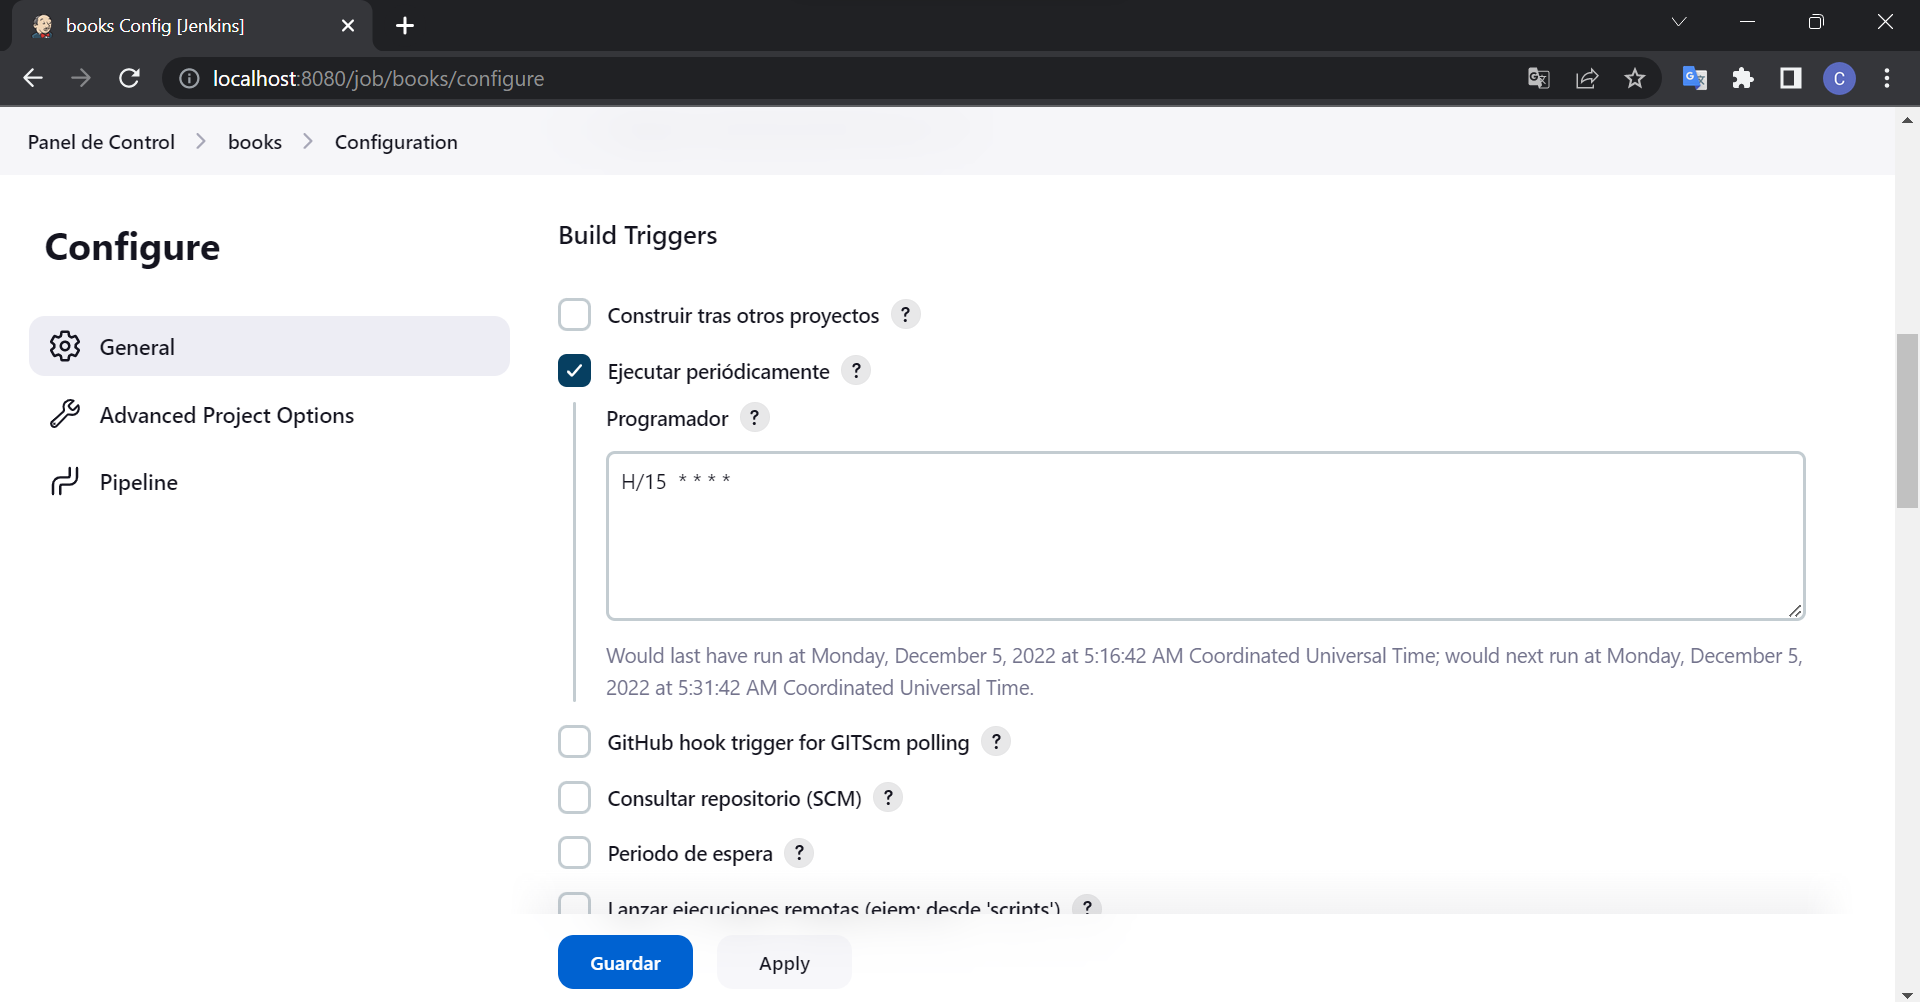 books Config [Jenkins]
localhost:8080/job/books/configure
C
Panel de Control
books
Configuration
Configure
General
Advanced Project Options
Pipeline
Build Triggers
Construir tras otros proyectos ?
Ejecutar periódicamente ?
Programador ?
H/15 * * * *
Would last have run at Monday, December 5, 2022 at 5:16:42 AM Coordinated Universal Time; would next run at Monday, December 5,
2022 at 5:31:42 AM Coordinated Universal Time.
GitHub hook trigger for GITScm polling ?
Consultar repositorio (SCM) ?
Periodo de espera ?
Lanzar ejecuciones remotas (ejem: desde 'scripts') ?
Guardar
Apply